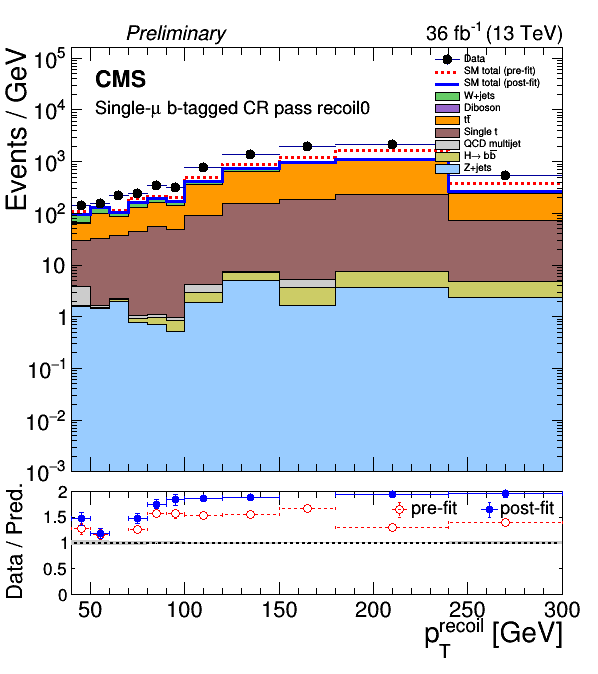 Preliminary 36 fb⁻¹ (13 TeV)
CMS
Single-μ b-tagged CR pass recoil0
Events / GeV
10⁵
10⁴
10³
10²
10
1
10⁻¹
10⁻²
10⁻³
Data
SM total (pre-fit)
SM total (post-fit)
W+jets
Diboson
tt̅
Single t
QCD multijet
H→ bb̅
Z+jets
Data / Pred.
2
1.5
1
0.5
0
pre-fit post-fit
50 100 150 200 250 300
p_T^recoil [GeV]